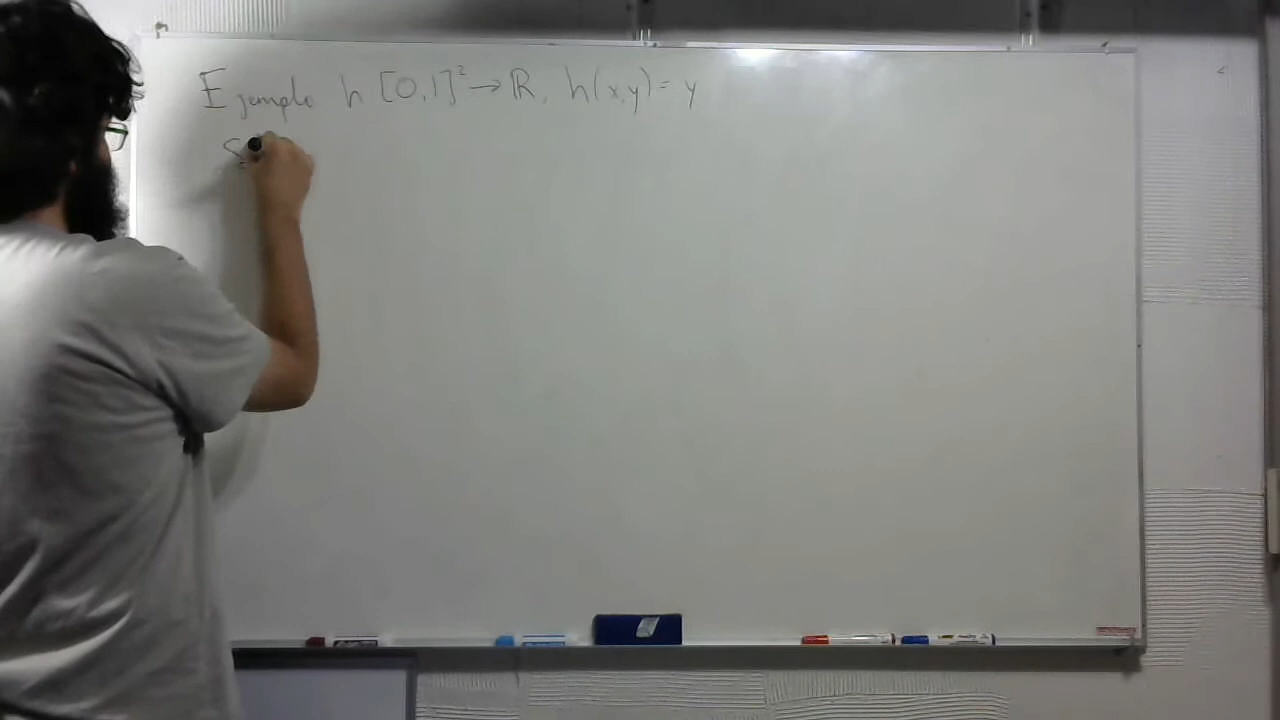 Ejemplo h [0,1]² → ℝ, h(x,y) = y
S